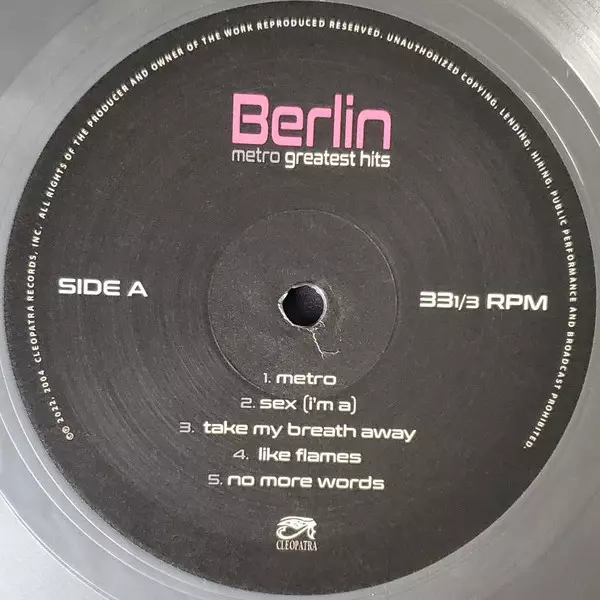 ℗© 2022, 2004 CLEOPATRA RECORDS, INC. ALL RIGHTS OF THE PRODUCER AND OWNER OF THE WORK REPRODUCED RESERVED. UNAUTHORIZED COPYING, LENDING, HIRING, PUBLIC PERFORMANCE AND BROADCAST PROHIBITED.
Berlin
metro greatest hits
SIDE A
33 1/3 RPM
1. metro
2. sex (i'm a)
3. take my breath away
4. like flames
5. no more words
CLEOPATRA